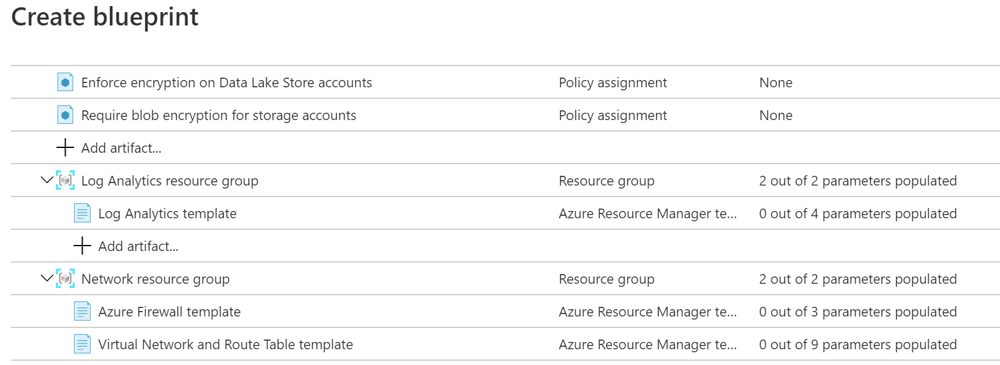 Create blueprint
Enforce encryption on Data Lake Store accounts Policy assignment None
Require blob encryption for storage accounts Policy assignment None
Add artifact...
Log Analytics resource group Resource group 2 out of 2 parameters populated
Log Analytics template Azure Resource Manager te... 0 out of 4 parameters populated
Add artifact...
Network resource group Resource group 2 out of 2 parameters populated
Azure Firewall template Azure Resource Manager te... 0 out of 3 parameters populated
Virtual Network and Route Table template Azure Resource Manager te... 0 out of 9 parameters populated